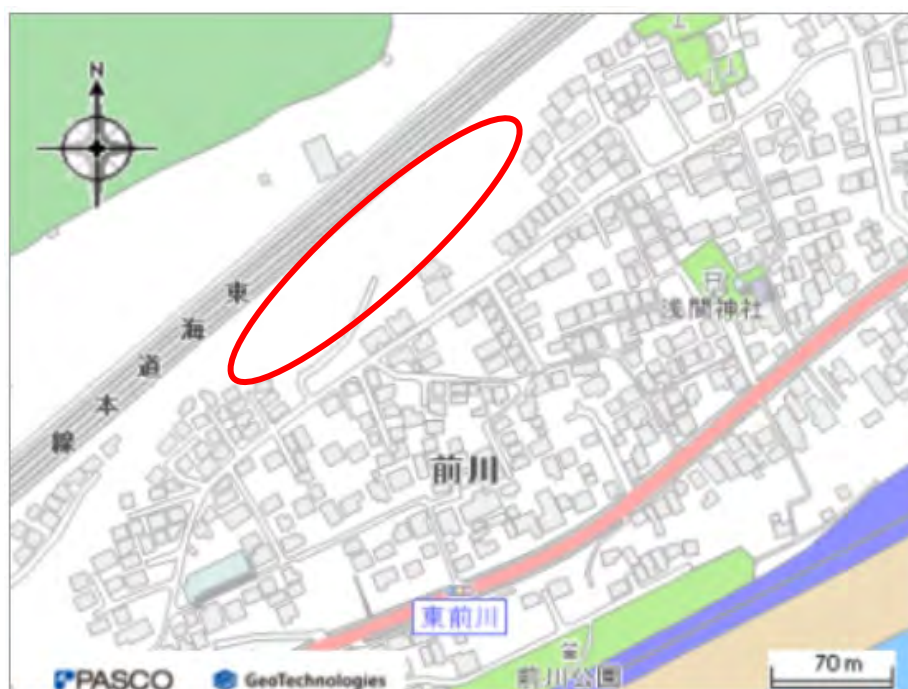 N
東海道本線
浅間神社
前川
東前川
前川公園
70 m
PASCO
GeoTechnologies